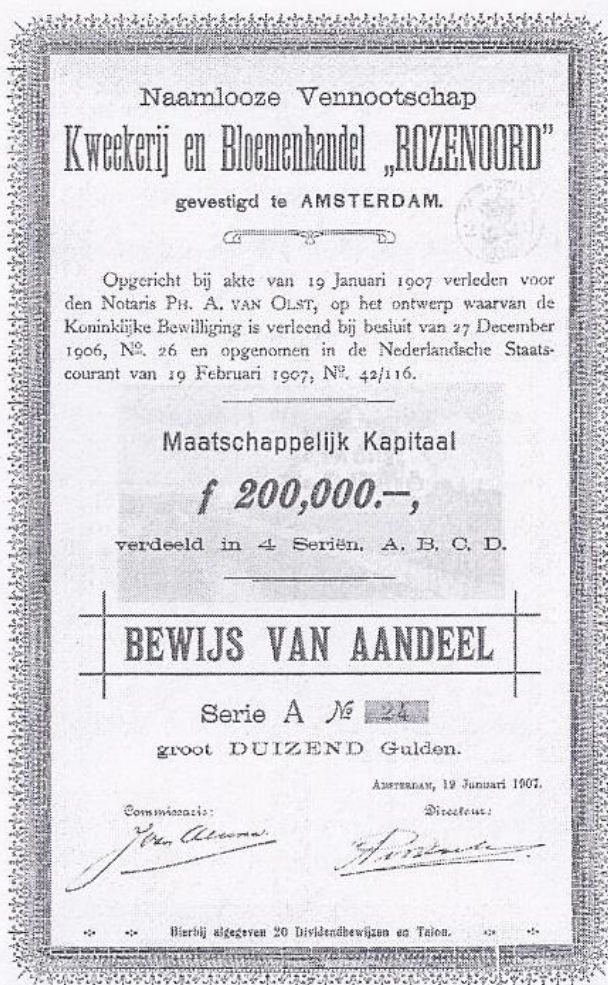 Naamlooze Vennootschap
Kweekerij en Bloemenhandel „ROZENOORD”
gevestigd te AMSTERDAM.
Opgericht bij akte van 19 Januari 1907 verleden voor
den Notaris PH. A. VAN OLST, op het ontwerp waarvan de
Koninklijke Bewilliging is verleend bij besluit van 27 December
1906, Nº. 26 en opgenomen in de Nederlandsche Staats-
courant van 19 Februari 1907, Nº. 42/116.
Maatschappelijk Kapitaal
f 200,000.—,
verdeeld in 4 Seriën, A, B, C, D.
BEWIJS VAN AANDEEL
Serie A № 24
groot DUIZEND Gulden.
AMSTERDAM, 19 Januari 1907.
Commissaris: Directeur:
Hierbij afgegeven 20 Dividendbewijzen en Talon.